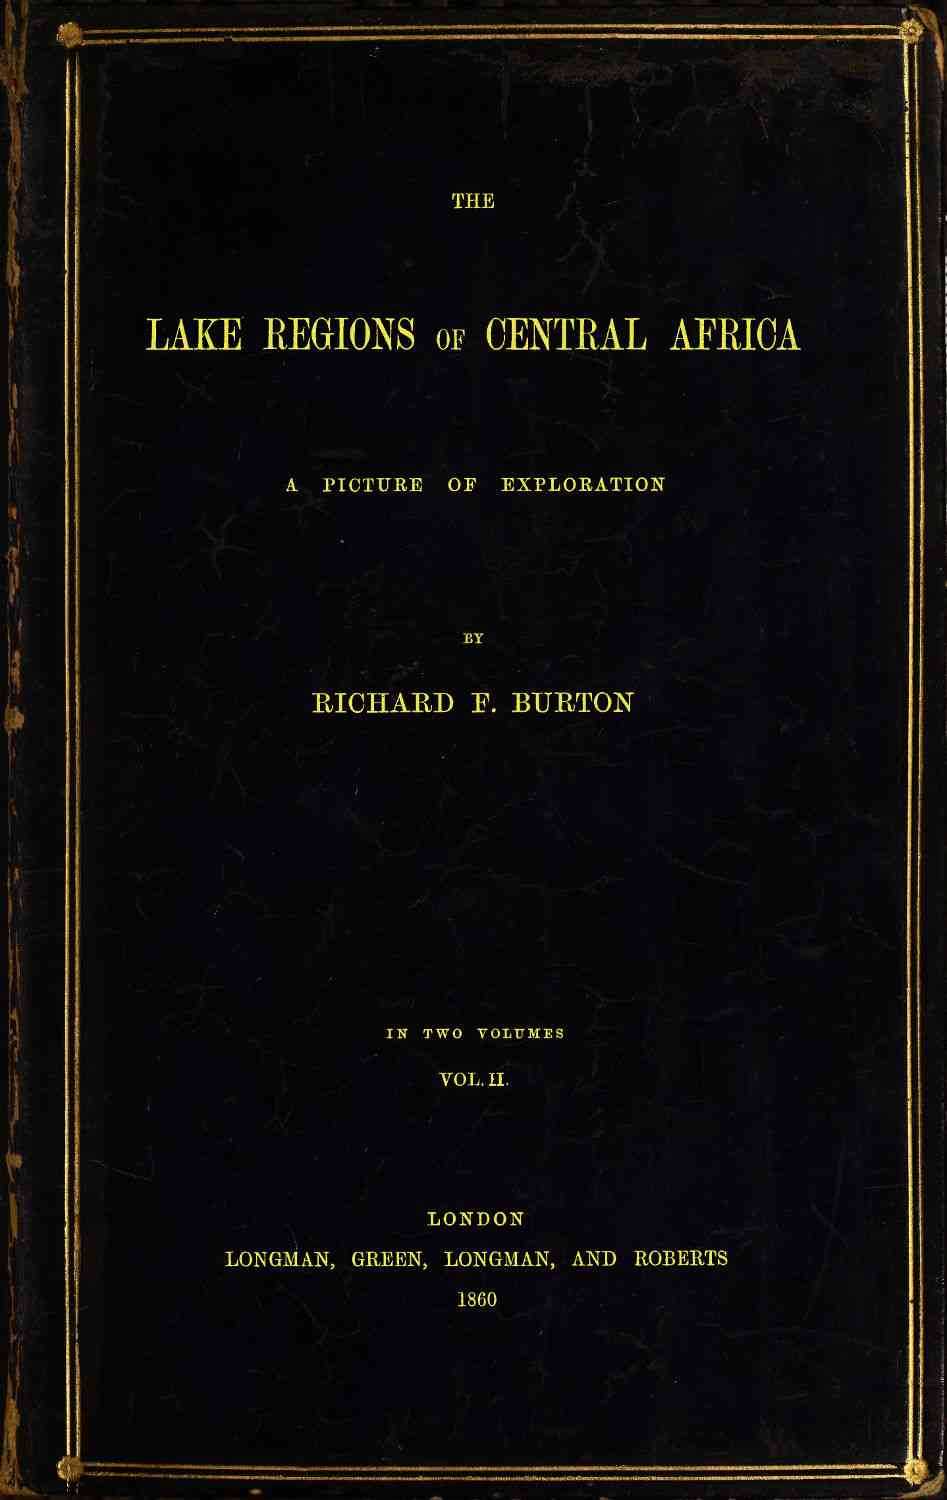 THE
LAKE REGIONS OF CENTRAL AFRICA
A PICTURE OF EXPLORATION
BY
RICHARD F. BURTON
IN TWO VOLUMES
VOL. II.
LONDON
LONGMAN, GREEN, LONGMAN, AND ROBERTS
1860